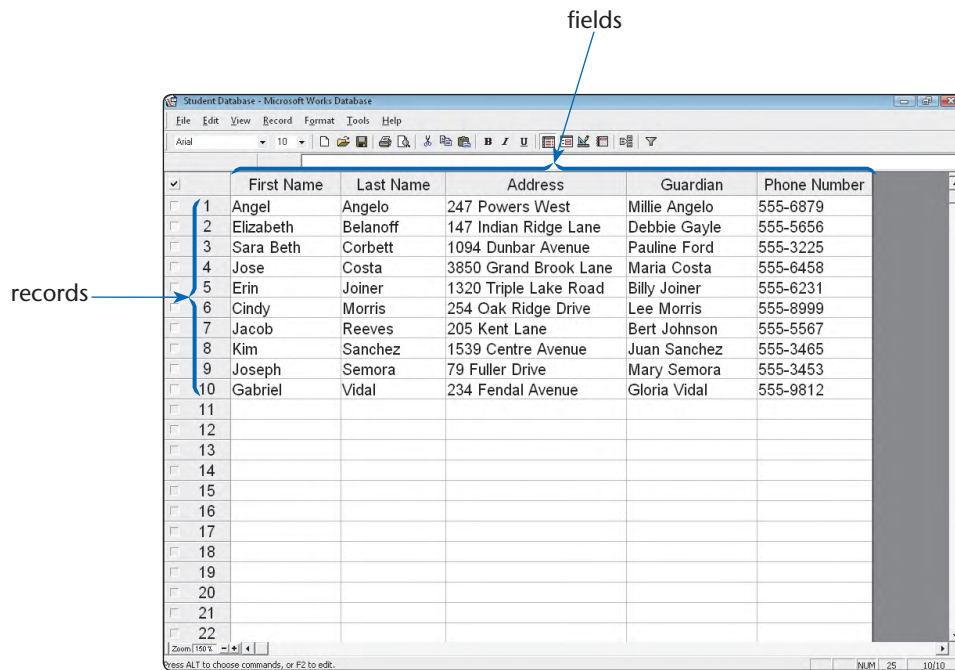 fields
Student Database - Microsoft Works Database
File Edit View Record Format Tools Help
Arial 10 B I U
First Name Last Name Address Guardian Phone Number
1 Angel Angelo 247 Powers West Millie Angelo 555-6879
2 Elizabeth Belanoff 147 Indian Ridge Lane Debbie Gayle 555-5656
3 Sara Beth Corbett 1094 Dunbar Avenue Pauline Ford 555-3225
4 Jose Costa 3850 Grand Brook Lane Maria Costa 555-6458
records
5 Erin Joiner 1320 Triple Lake Road Billy Joiner 555-6231
6 Cindy Morris 254 Oak Ridge Drive Lee Morris 555-8999
7 Jacob Reeves 205 Kent Lane Bert Johnson 555-5567
8 Kim Sanchez 1539 Centre Avenue Juan Sanchez 555-3465
9 Joseph Semora 79 Fuller Drive Mary Semora 555-3453
10 Gabriel Vidal 234 Fendal Avenue Gloria Vidal 555-9812
11
12
13
14
15
16
17
18
19
20
21
22
Zoom 150%
Press ALT to choose commands, or F2 to edit. NUM 25 10/10